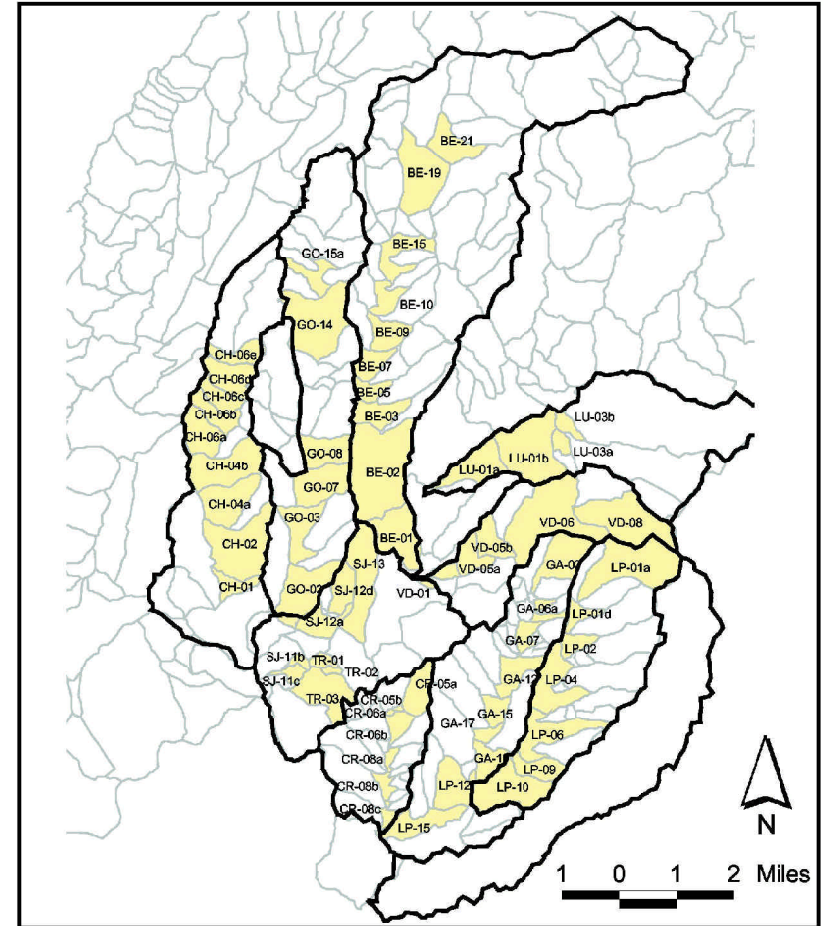 BE-21
BE-19
BE-15
GC-15a
BE-10
GO-14
BE-09
CH-06e
BE-07
CH-06d
BE-05
CH-06c
CH-06b
BE-03
LU-03b
CH-06a
GO-08
LU-03a
LU-01b
CH-04b
BE-02
LU-01a
GO-07
CH-04a
GO-03
VD-06
VD-08
CH-02
BE-01
VD-05b
SJ-13
VD-05a
LP-01a
CH-01
GO-02
SJ-12d
VD-01
GA-06a
LP-01d
SJ-12a
GA-07
LP-02
SJ-11b
TR-01
TR-02
SJ-11c
CR-05a
GA-12
LP-04
TR-03
CR-05b
CR-06a
GA-15
GA-17
CR-06b
LP-06
CR-08a
LP-09
CR-08b
LP-12
LP-10
CR-08c
LP-15
N
1 0 1 2 Miles